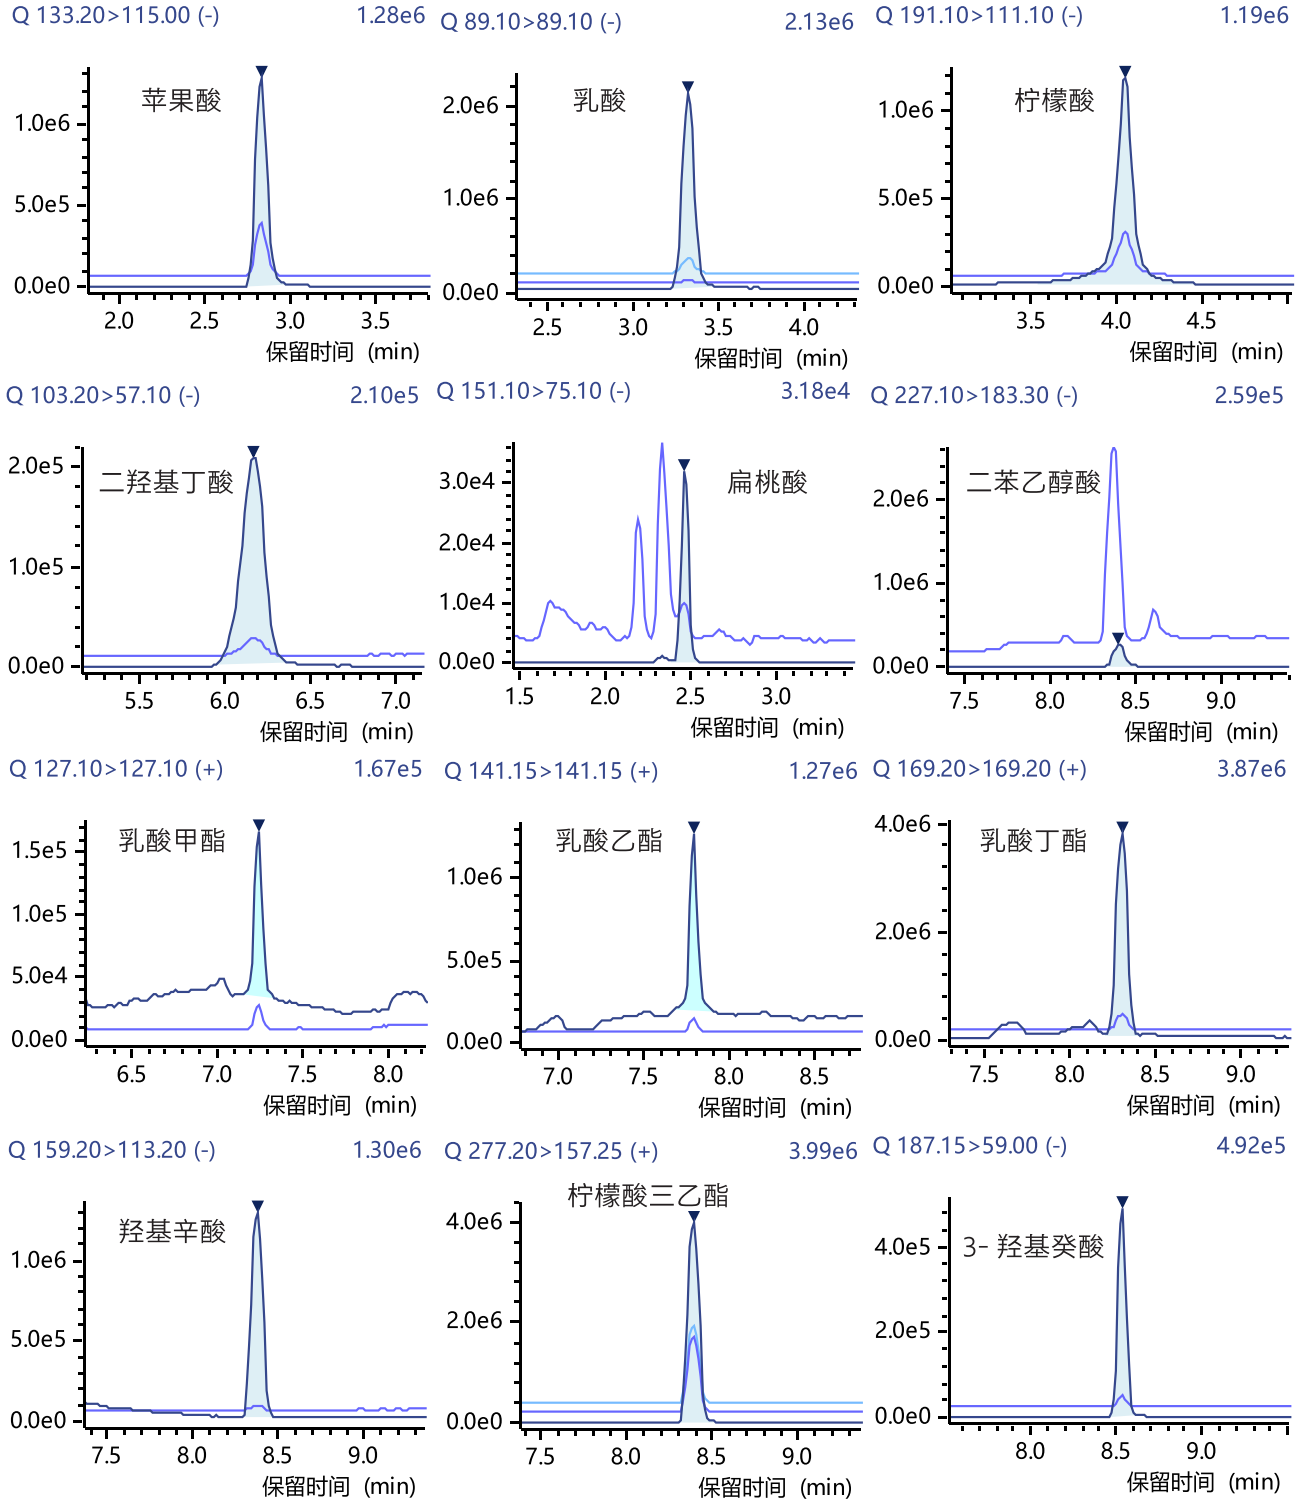 Q 133.20>115.00 (-) 1.28e6
苹果酸
1.0e6
5.0e5
0.0e0
2.0 2.5 3.0 3.5
保留时间 (min)
Q 89.10>89.10 (-) 2.13e6
乳酸
2.0e6
1.0e6
0.0e0
2.5 3.0 3.5 4.0
保留时间 (min)
Q 191.10>111.10 (-) 1.19e6
柠檬酸
1.0e6
5.0e5
0.0e0
3.5 4.0 4.5
保留时间 (min)
Q 103.20>57.10 (-) 2.10e5
二羟基丁酸
2.0e5
1.0e5
0.0e0
5.5 6.0 6.5 7.0
保留时间 (min)
Q 151.10>75.10 (-) 3.18e4
扁桃酸
3.0e4
2.0e4
1.0e4
0.0e0
1.5 2.0 2.5 3.0
保留时间 (min)
Q 227.10>183.30 (-) 2.59e5
二苯乙醇酸
2.0e6
1.0e6
0.0e0
7.5 8.0 8.5 9.0
保留时间 (min)
Q 127.10>127.10 (+) 1.67e5
乳酸甲酯
1.5e5
1.0e5
5.0e4
0.0e0
6.5 7.0 7.5 8.0
保留时间 (min)
Q 141.15>141.15 (+) 1.27e6
乳酸乙酯
1.0e6
5.0e5
0.0e0
7.0 7.5 8.0 8.5
保留时间 (min)
Q 169.20>169.20 (+) 3.87e6
乳酸丁酯
4.0e6
2.0e6
0.0e0
7.5 8.0 8.5 9.0
保留时间 (min)
Q 159.20>113.20 (-) 1.30e6
羟基辛酸
1.0e6
5.0e5
0.0e0
7.5 8.0 8.5 9.0
保留时间 (min)
Q 277.20>157.25 (+) 3.99e6
柠檬酸三乙酯
4.0e6
2.0e6
0.0e0
7.5 8.0 8.5 9.0
保留时间 (min)
Q 187.15>59.00 (-) 4.92e5
3- 羟基癸酸
4.0e5
2.0e5
0.0e0
8.0 8.5 9.0
保留时间 (min)